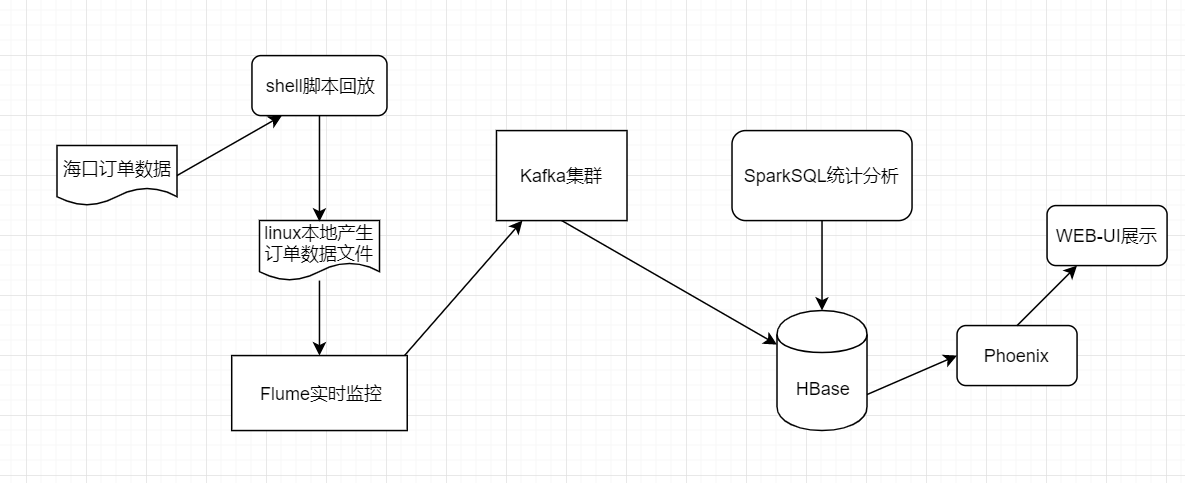 shell脚本回放
海口订单数据
linux本地产生
订单数据文件
Flume实时监控
Kafka集群
SparkSQL统计分析
HBase
Phoenix
WEB-UI展示